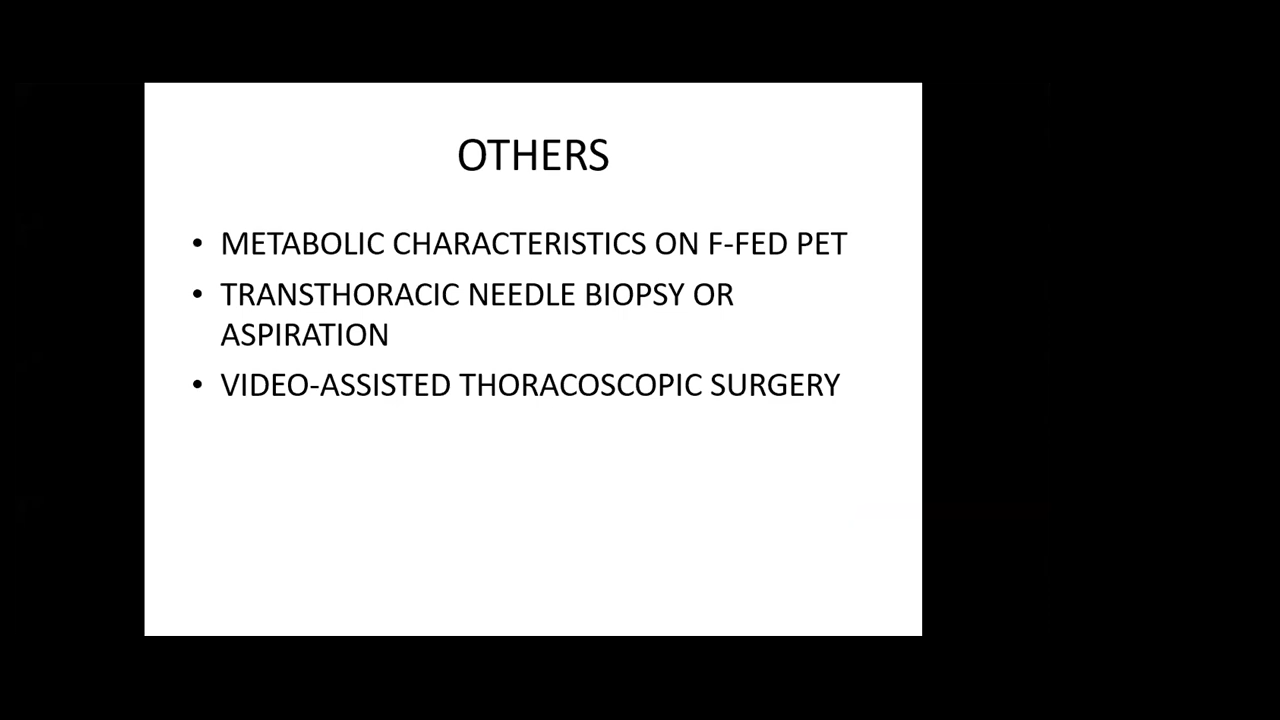 OTHERS
• METABOLIC CHARACTERISTICS ON F-FED PET
• TRANSTHORACIC NEEDLE BIOPSY OR
ASPIRATION
• VIDEO-ASSISTED THORACOSCOPIC SURGERY